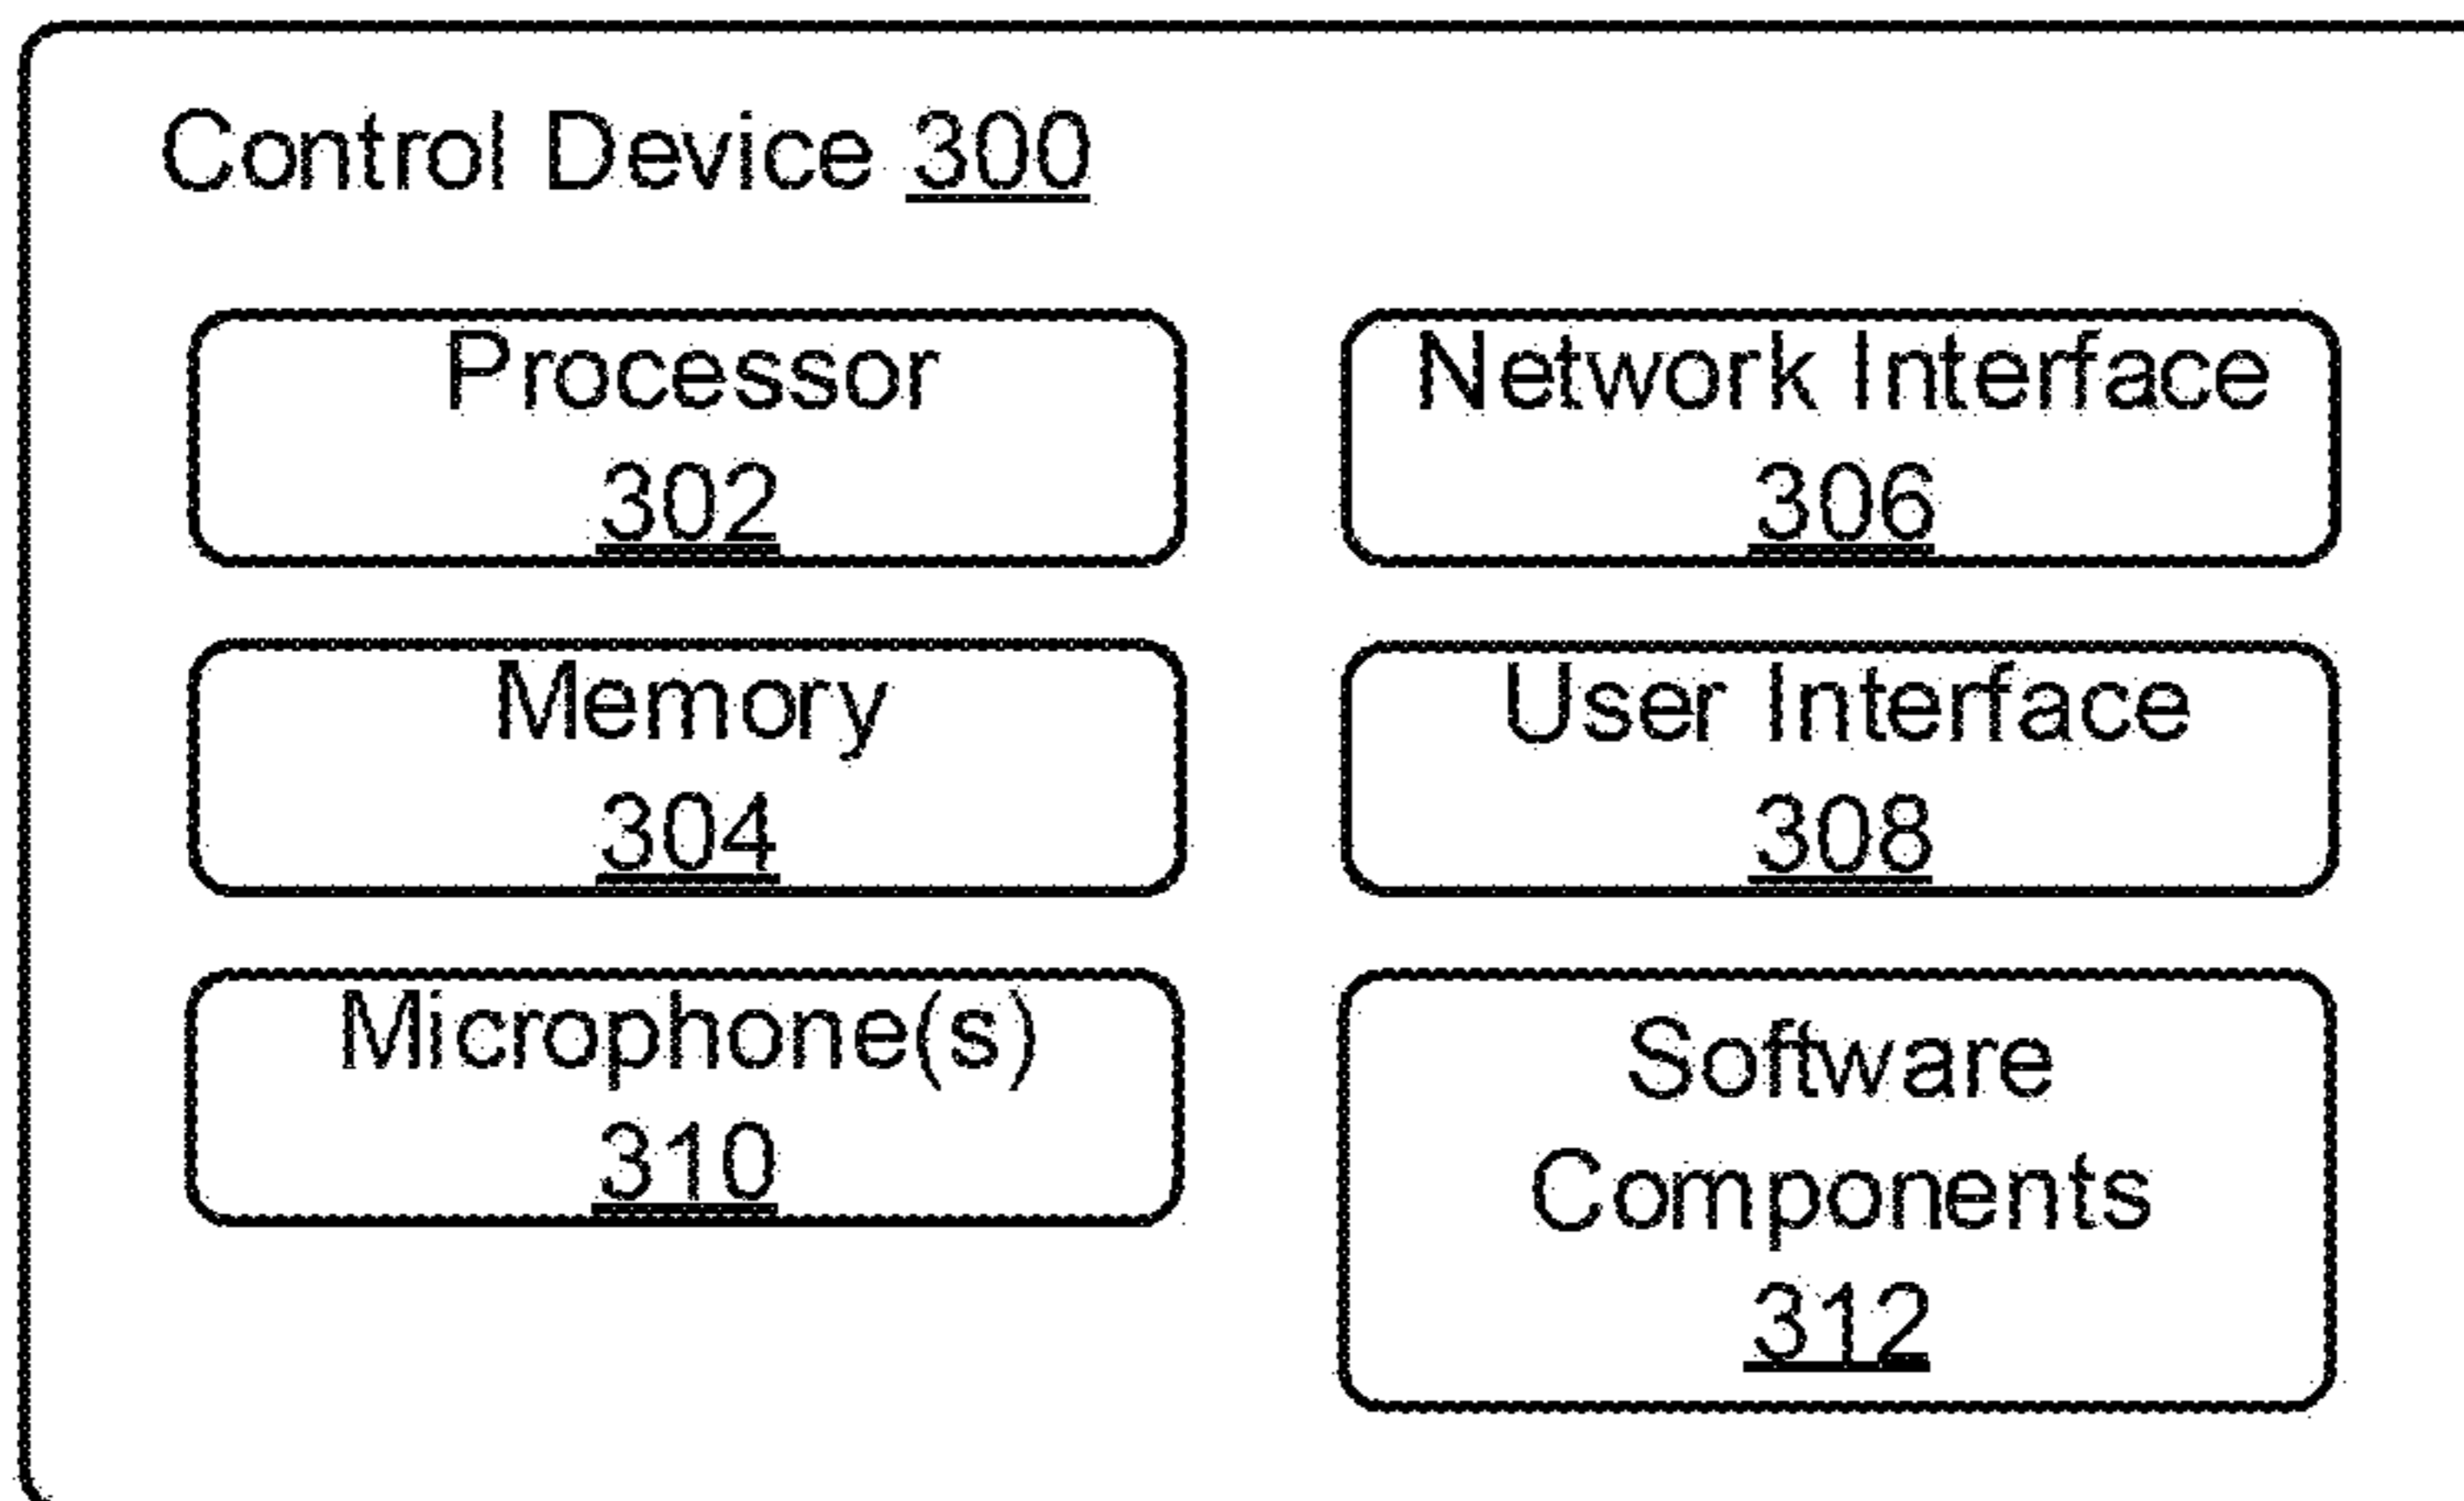 Control Device 300
Processor
302
Network Interface
306
Memory
304
User Interface
308
Microphone(s)
310
Software
Components
312